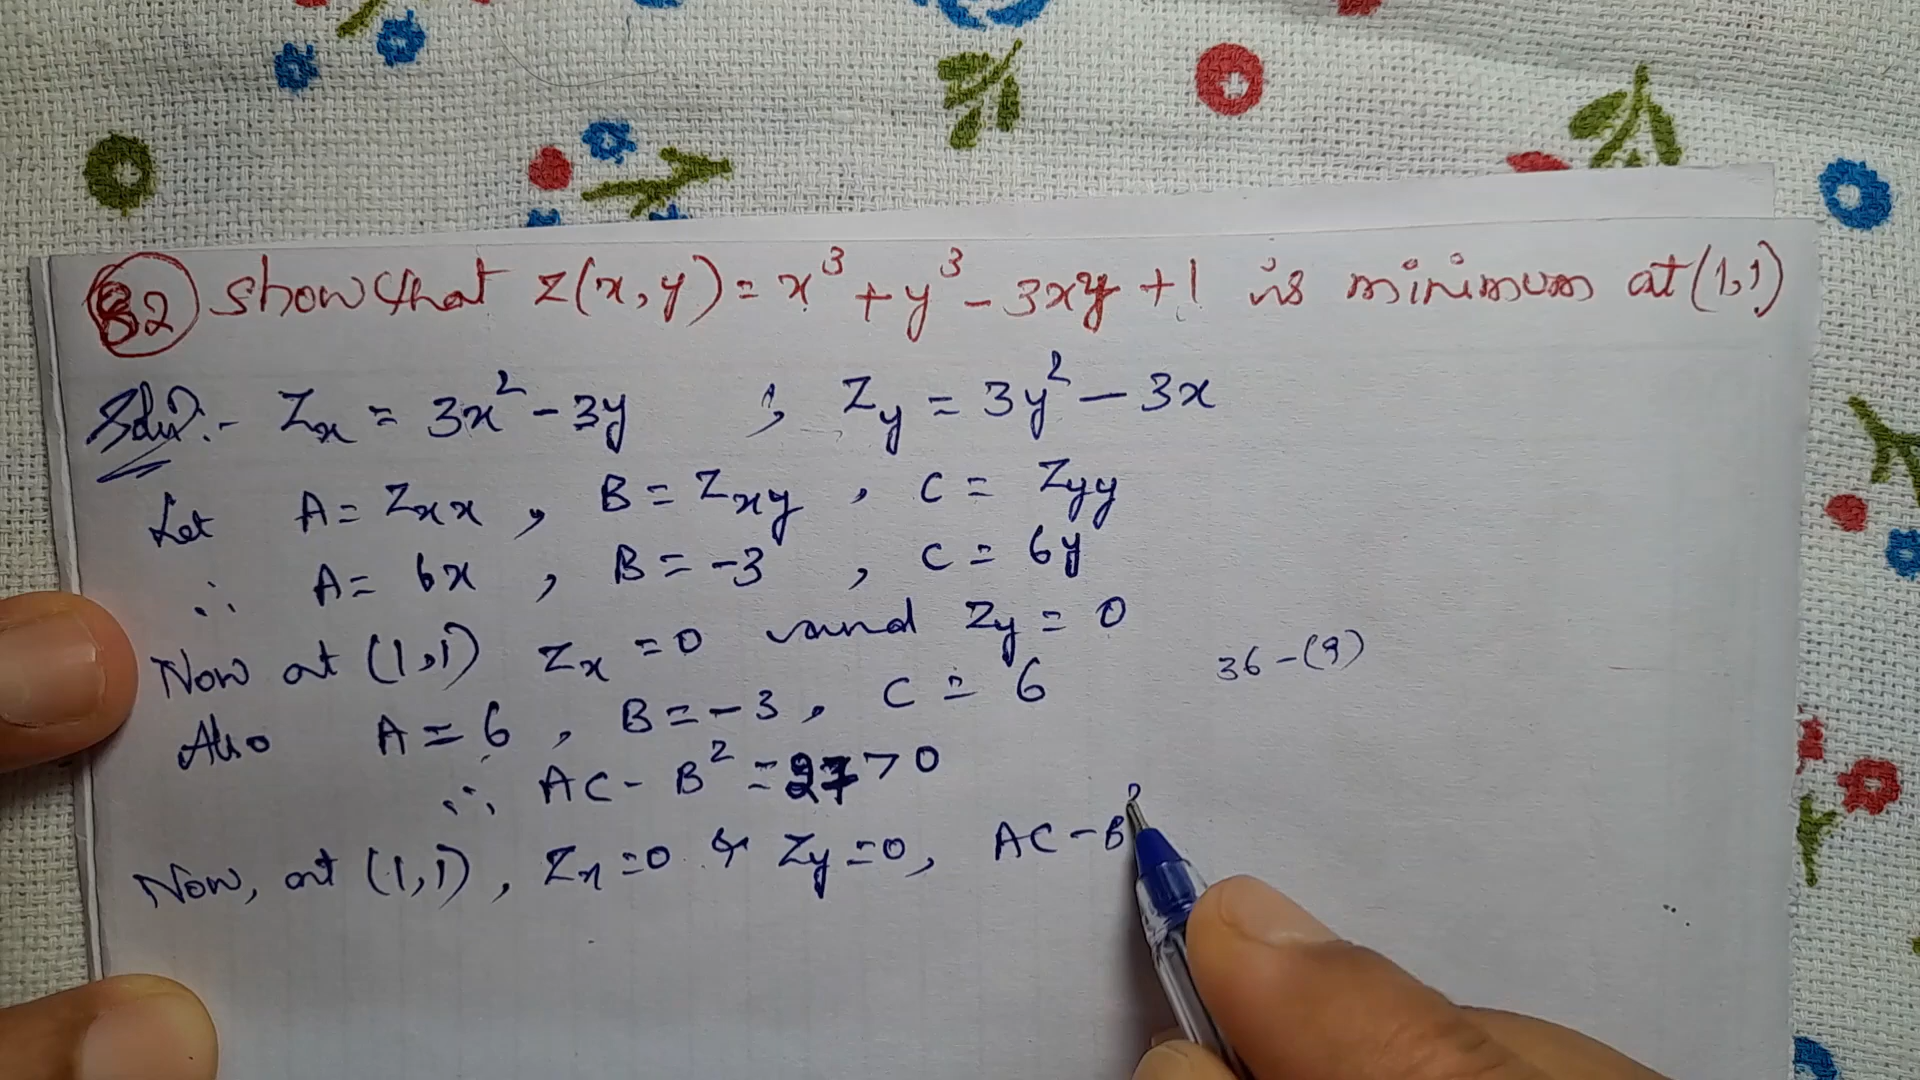 32 Show that z(x,y) = x³ + y³ - 3xy + 1 is minimum at (1,1)
Soln:- Zx = 3x² - 3y ; Zy = 3y² - 3x
Let A = Zxx , B = Zxy , C = Zyy
∴ A = 6x , B = -3 , C = 6y
Now at (1,1) Zx = 0 and Zy = 0
36-(9)
Also A = 6 , B = -3 , C = 6
∴ AC - B² = 27 > 0
Now, at (1,1), Zx = 0 & Zy = 0, AC - B²